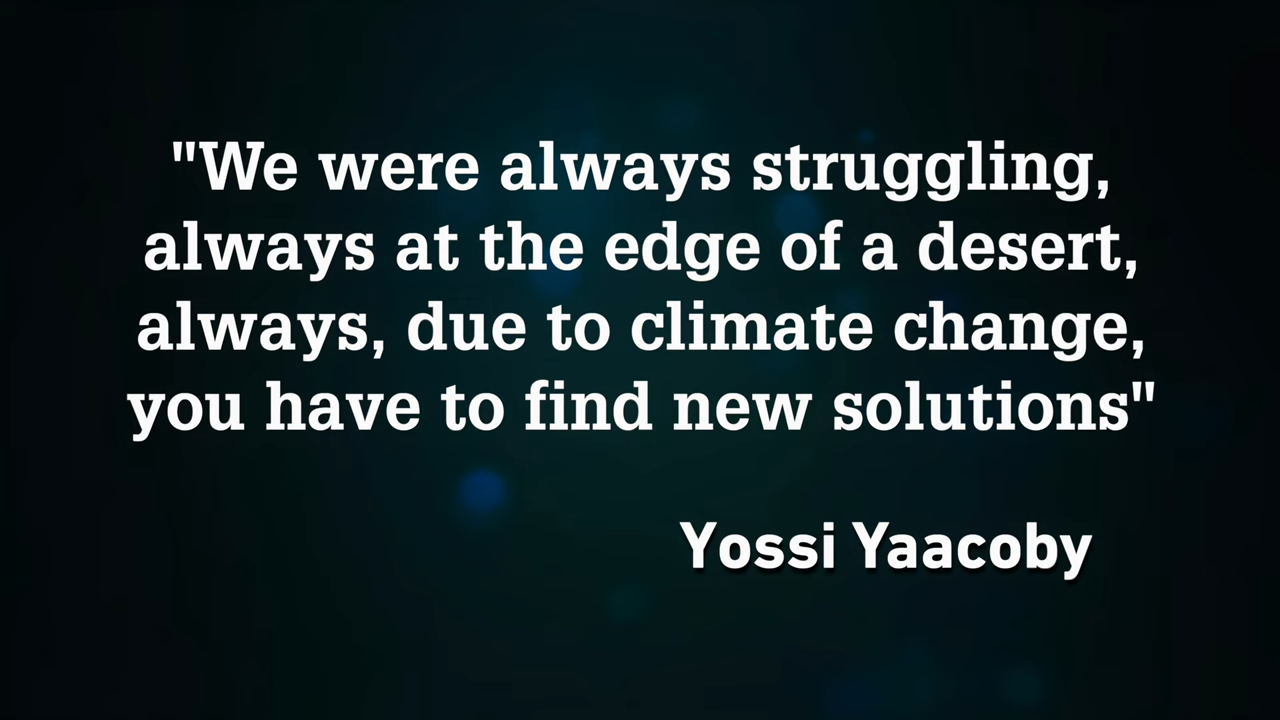 "We were always struggling,
always at the edge of a desert,
always, due to climate change,
you have to find new solutions"
Yossi Yaacoby